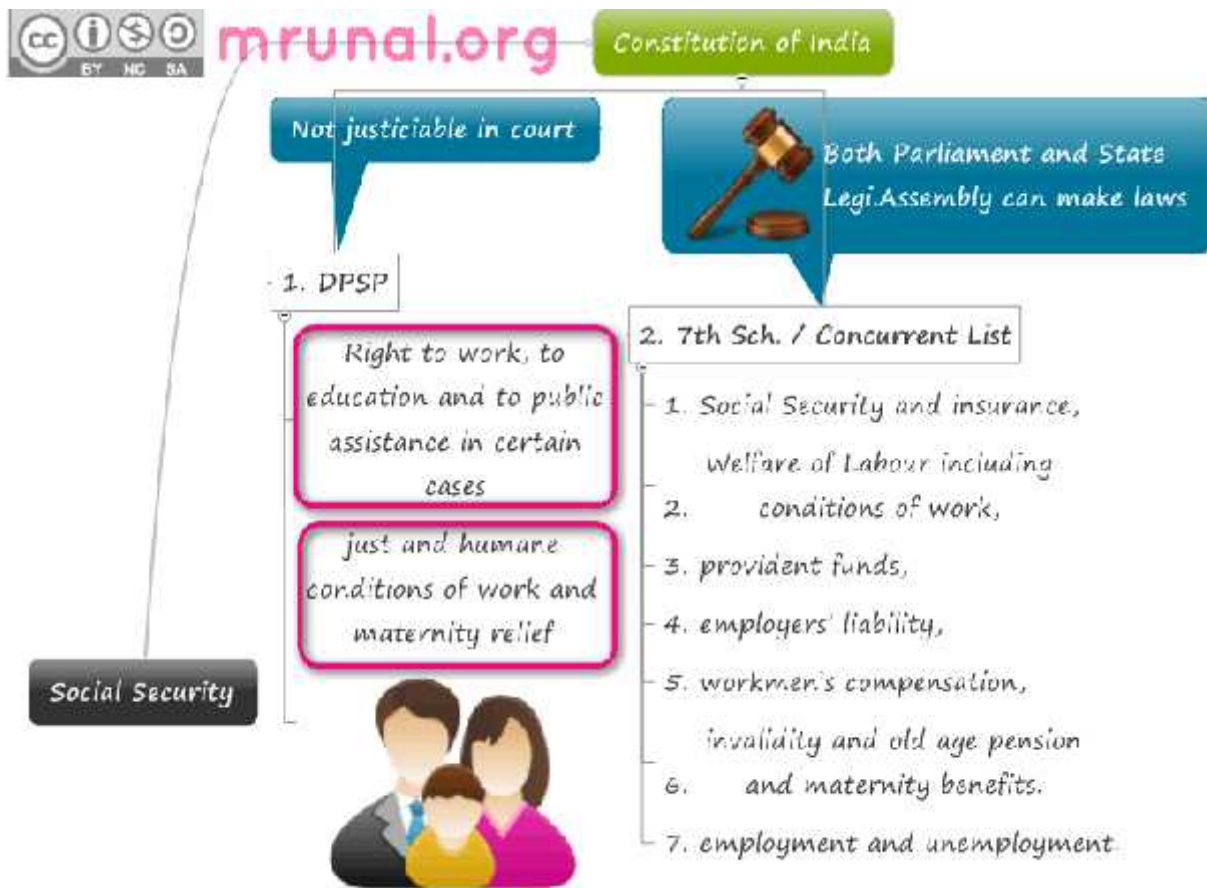 cc
BY NC SA
mrunal.org
Constitution of India
Not justiciable in court
Both Parliament and State
Legi.Assembly can make laws
1. DPSP
Right to work, to
education and to public
assistance in certain
cases
just and humane
conditions of work and
maternity relief
2. 7th Sch. / Concurrent List
1. Social Security and insurance,
Welfare of Labour including
2. conditions of work,
3. provident funds,
4. employers' liability,
5. workmen's compensation,
invalidity and old age pension
6. and maternity benefits.
7. employment and unemployment.
Social Security